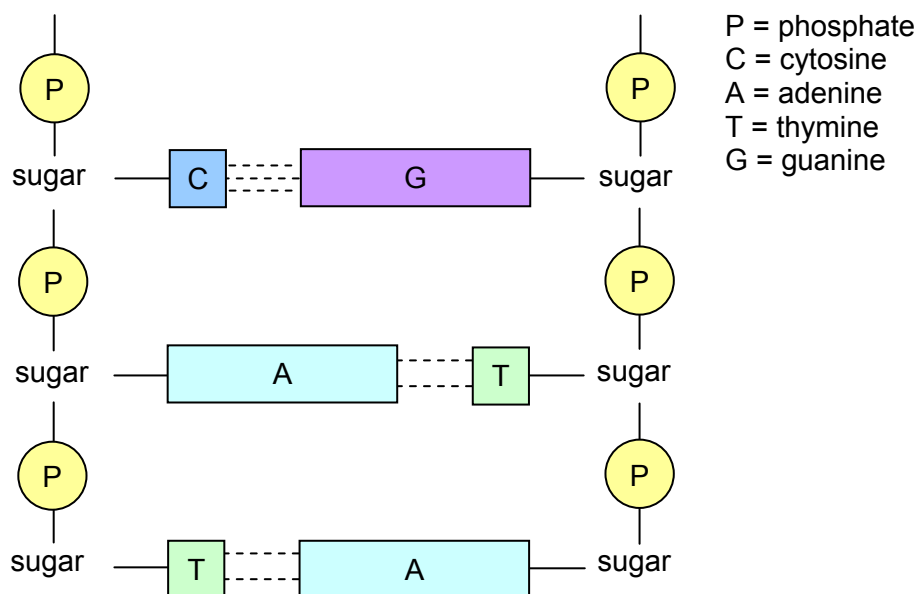 P = phosphate
C = cytosine
A = adenine
T = thymine
G = guanine
P P
sugar C G sugar
P P
sugar A T sugar
P P
sugar T A sugar